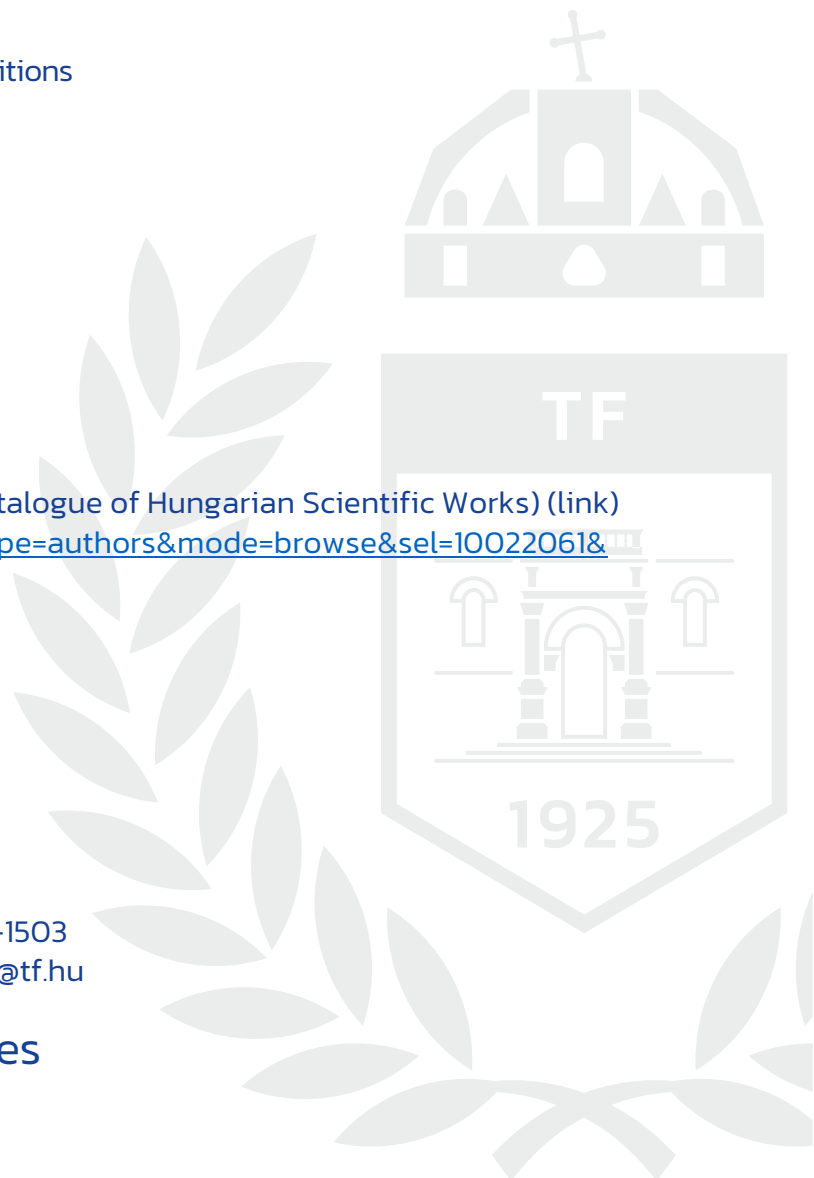 itions
TF
talogue of Hungarian Scientific Works) (link)
pe=authors&mode=browse&sel=10022061&
1925
-1503
@tf.hu
es